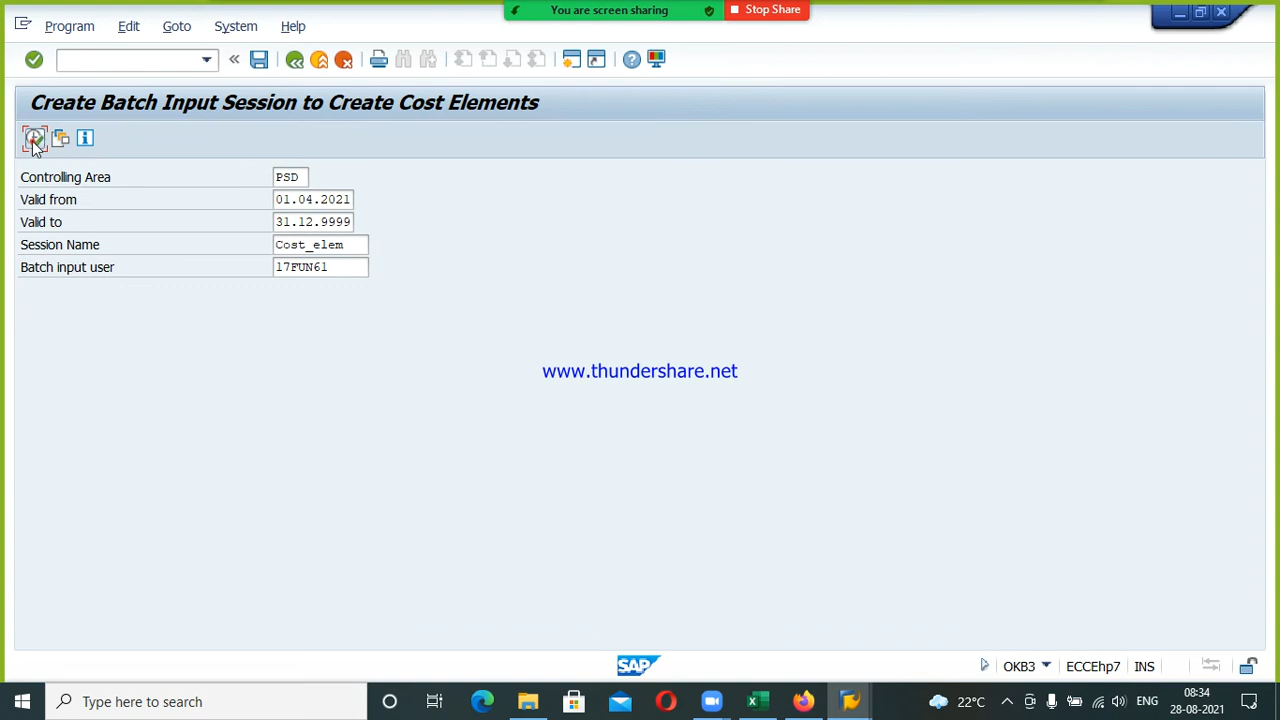 You are screen sharing
Stop Share
Program Edit Goto System Help
Create Batch Input Session to Create Cost Elements
Controlling Area PSD
Valid from 01.04.2021
Valid to 31.12.9999
Session Name Cost_elem
Batch input user 17FUN61
www.thundershare.net
SAP
OKB3 ECCEhp7 INS
Type here to search
22°C
ENG
08:34
28-08-2021